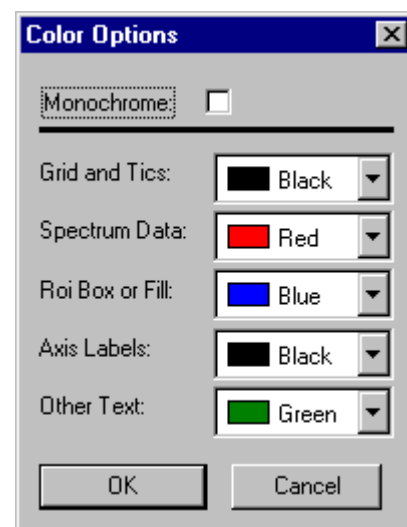 Color Options
Monochrome:
Grid and Tics: Black
Spectrum Data: Red
Roi Box or Fill: Blue
Axis Labels: Black
Other Text: Green
OK Cancel